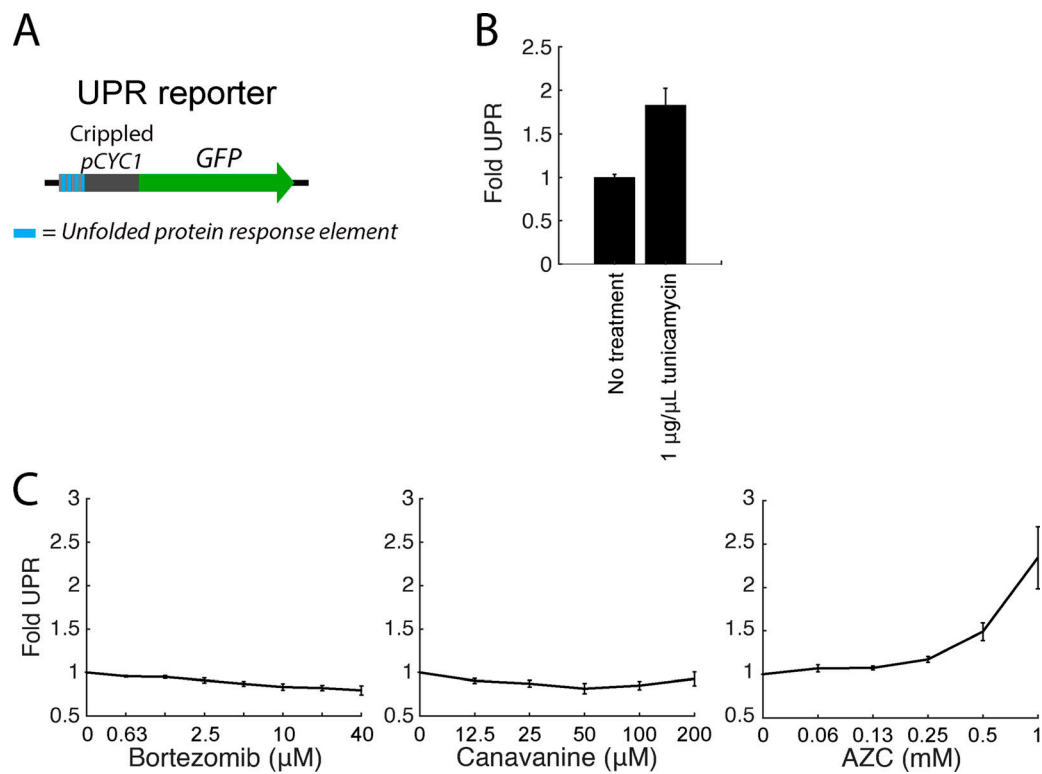 A
UPR reporter
Crippled
pCYC1
GFP
= Unfolded protein response element
B
Fold UPR
2.5
2
1.5
1
0.5
0
No treatment
1 µg/µL tunicamycin
C
Fold UPR
3
2.5
2
1.5
1
0.5
0 0.63 2.5 10 40
Bortezomib (µM)
3
2.5
2
1.5
1
0.5
0 12.5 25 50 100 200
Canavanine (µM)
3
2.5
2
1.5
1
0.5
0 0.06 0.13 0.25 0.5 1
AZC (mM)